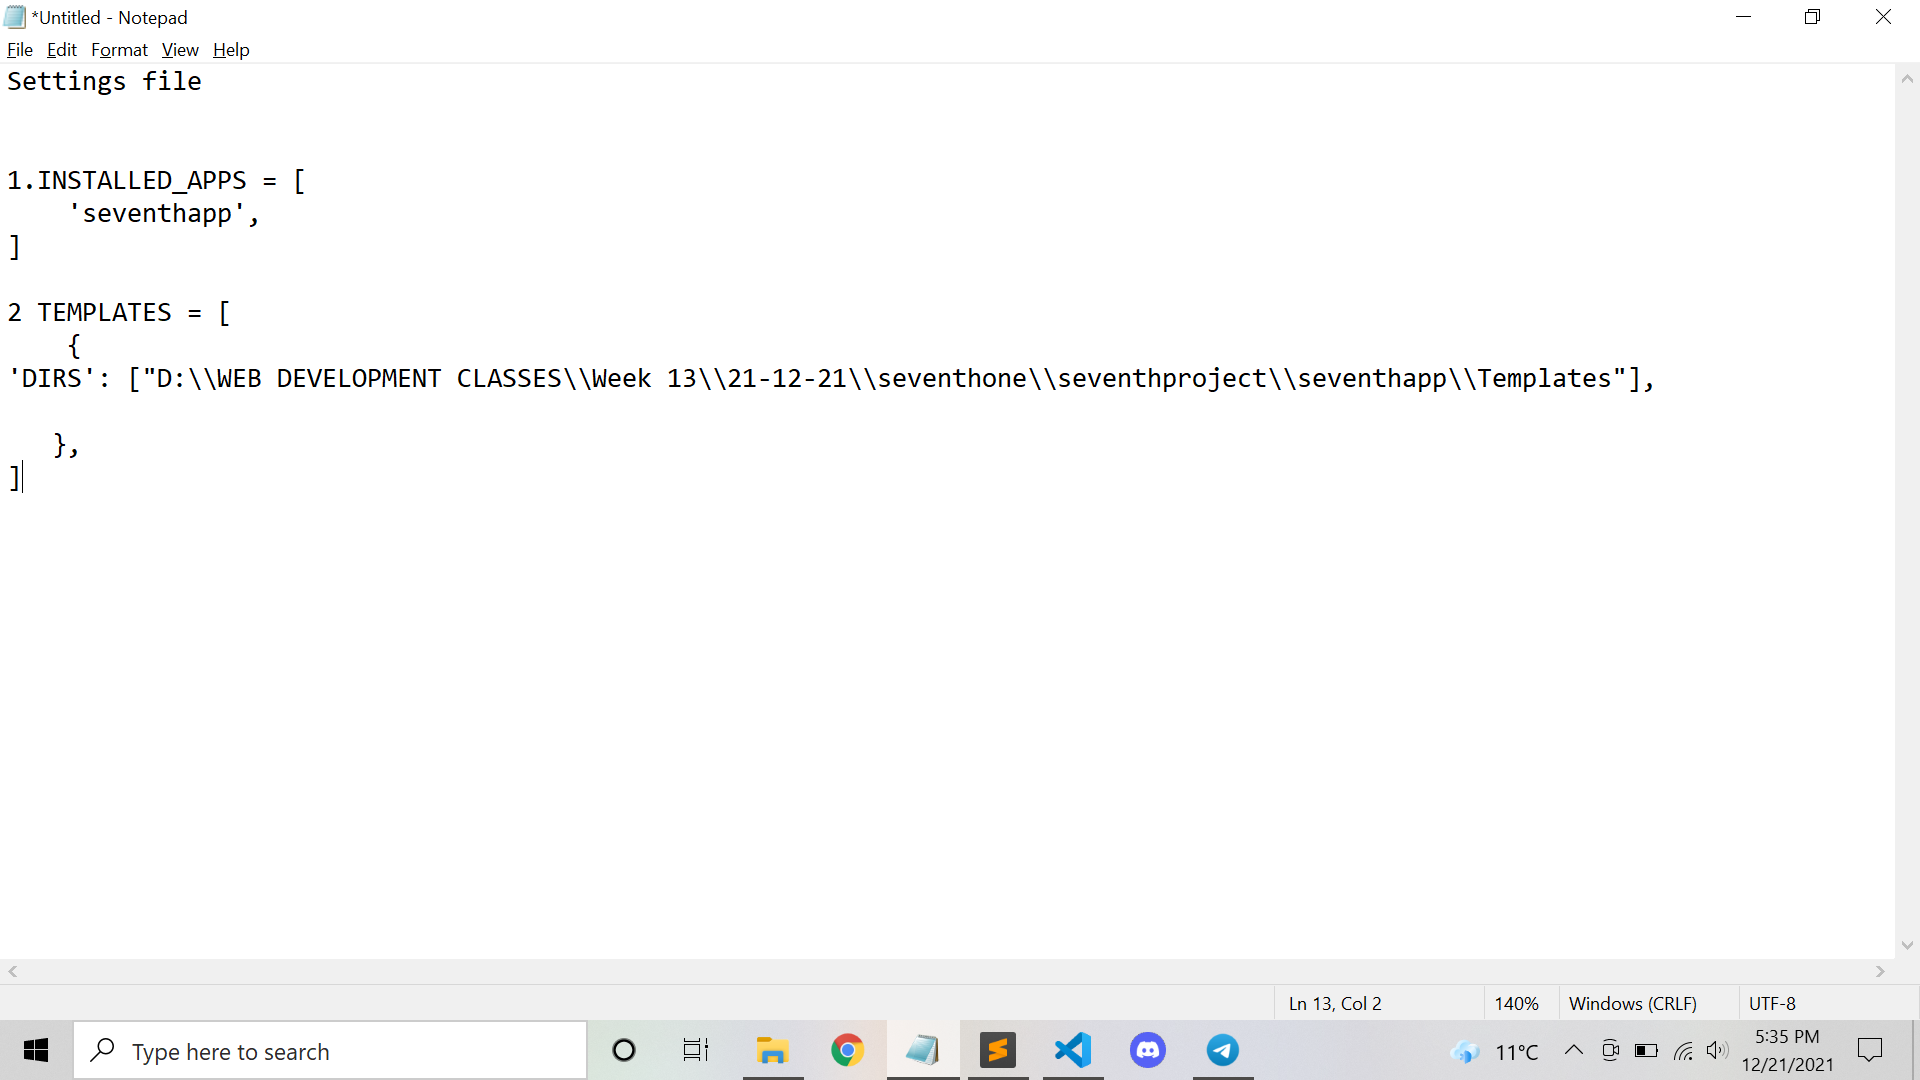 *Untitled - Notepad
File Edit Format View Help
Settings file
1.INSTALLED_APPS = [
    'seventhapp',
]
2 TEMPLATES = [
    {
'DIRS': ["D:\\WEB DEVELOPMENT CLASSES\\Week 13\\21-12-21\\seventhone\\seventhproject\\seventhapp\\Templates"],
   },
]
Ln 13, Col 2 140% Windows (CRLF) UTF-8
Type here to search
11°C
5:35 PM
12/21/2021